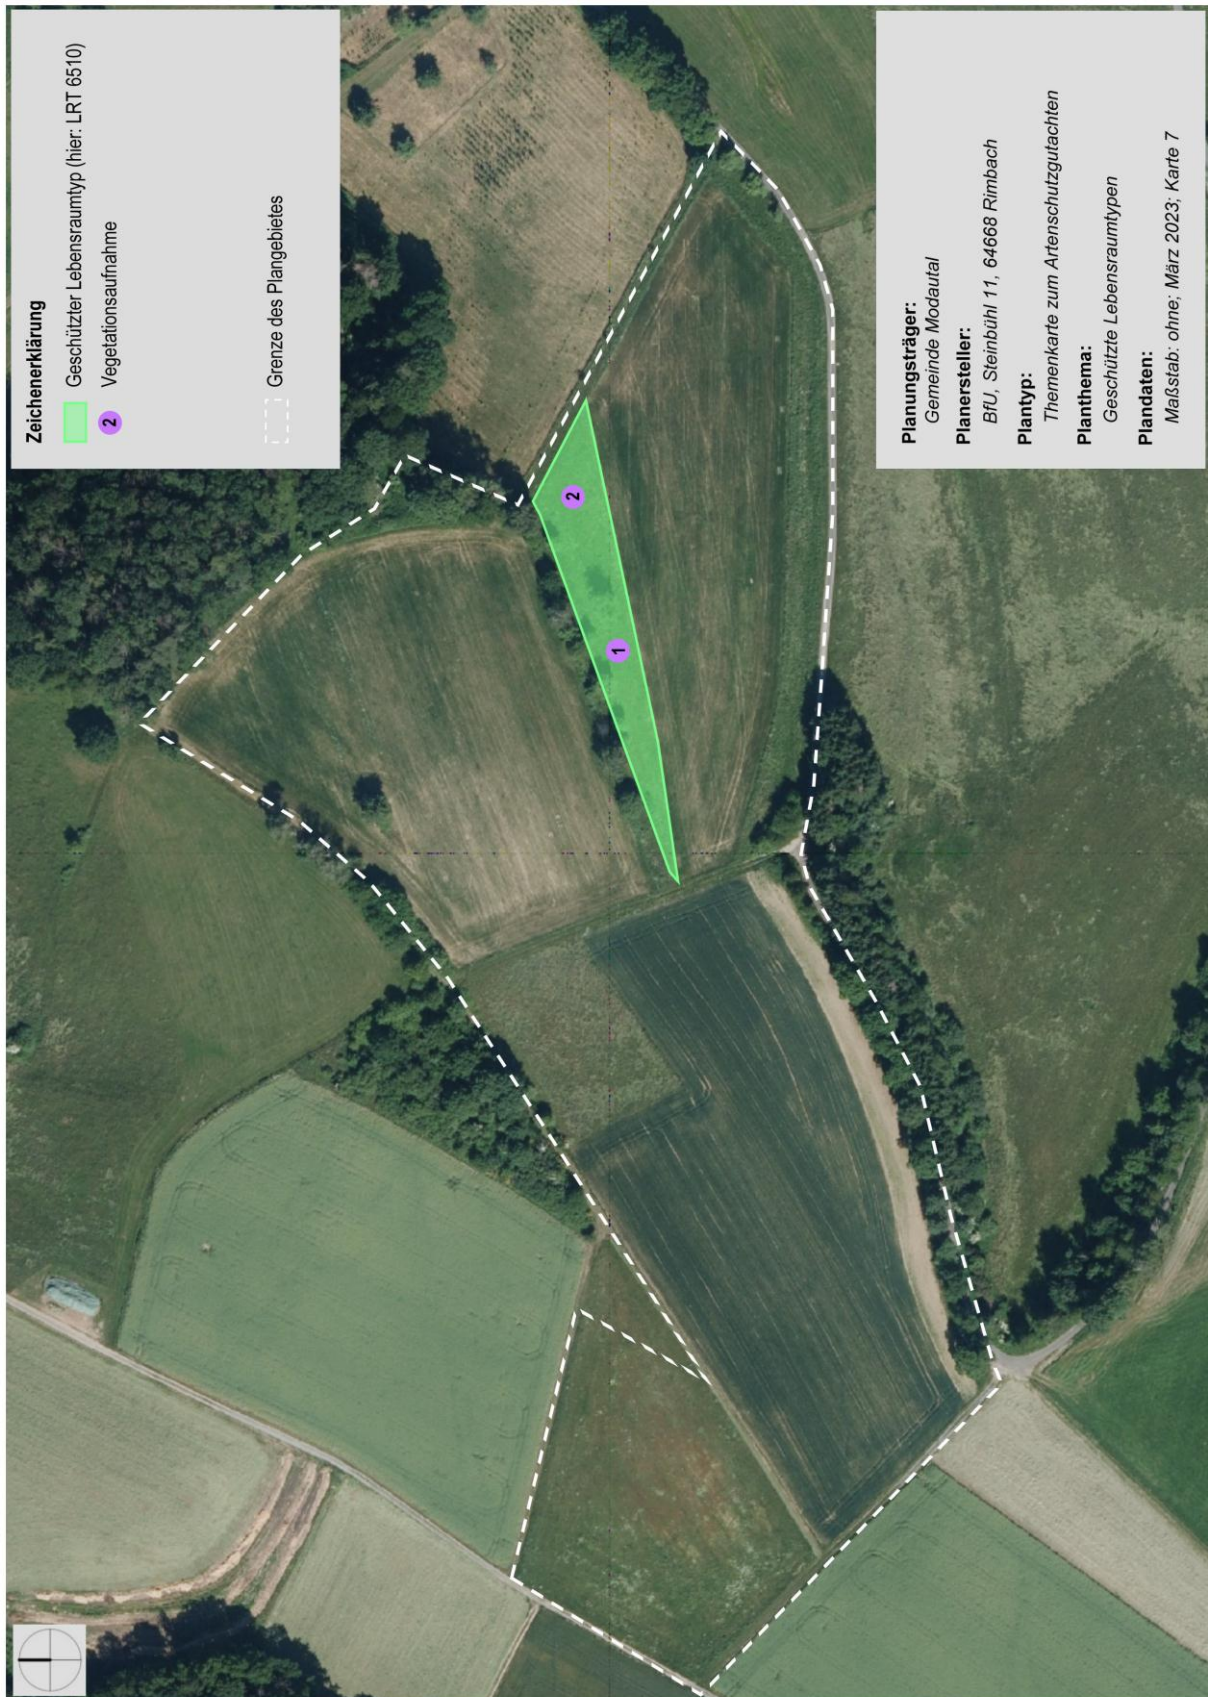 Zeichenerklärung
Geschützter Lebensraumtyp (hier: LRT 6510)
2
Vegetationsaufnahme
Grenze des Plangebietes
2
1
Planungsträger:
Gemeinde Modautal
Planersteller:
BfU, Steinbühl 11, 64668 Rimbach
Plantyp:
Themenkarte zum Artenschutzgutachten
Planthema:
Geschützte Lebensraumtypen
Plandaten:
Maßstab: ohne; März 2023; Karte 7